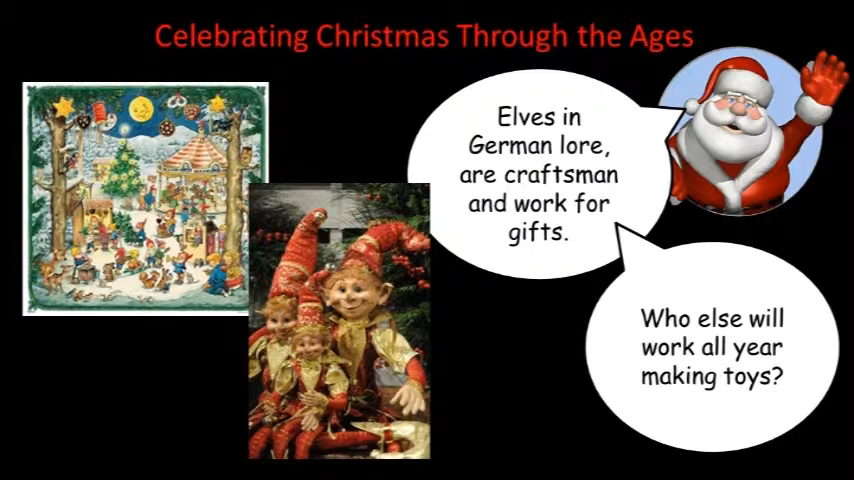 Celebrating Christmas Through the Ages
Elves in
German lore,
are craftsman
and work for
gifts.
Who else will
work all year
making toys?